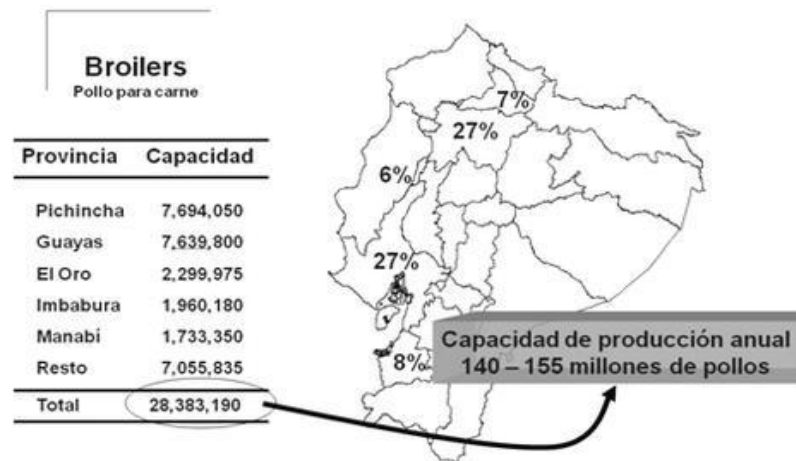 Broilers
Pollo para carne
Provincia Capacidad
Pichincha 7,694,050
Guayas 7,639,800
El Oro 2,299,975
Imbabura 1,960,180
Manabí 1,733,350
Resto 7,055,835
Total 28,383,190
7%
27%
6%
27%
8%
Capacidad de producción anual
140 – 155 millones de pollos